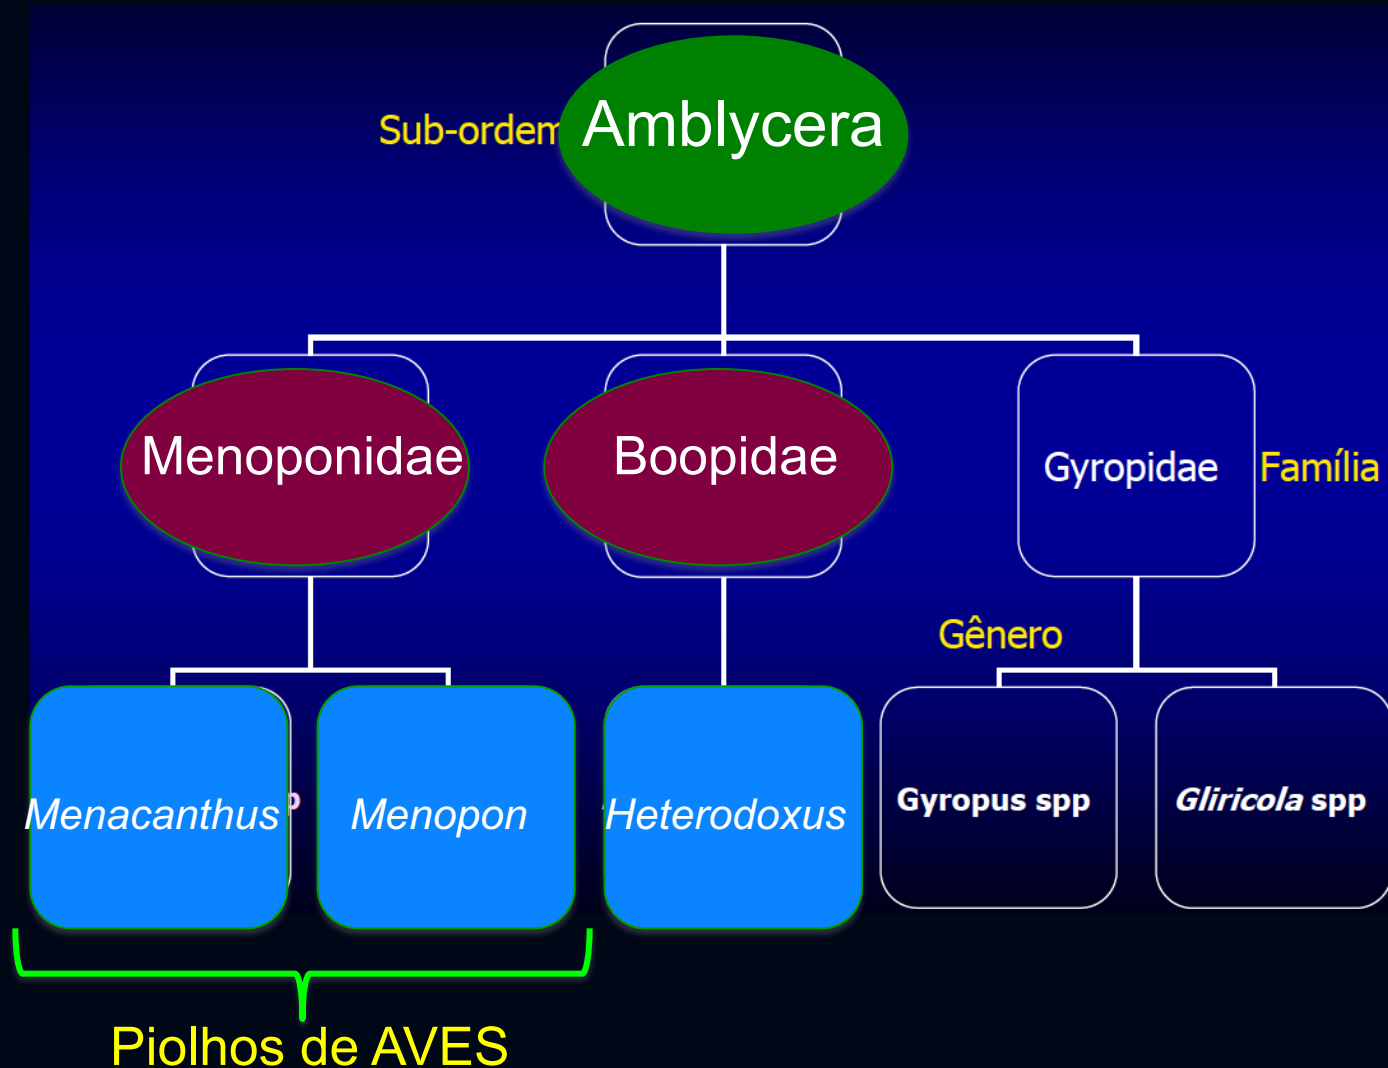 Sub-ordem
Amblycera
Menoponidae
Boopidae
Gyropidae
Família
Gênero
Menacanthus
Menopon
Heterodoxus
Gyropus spp
Gliricola spp
Piolhos de AVES